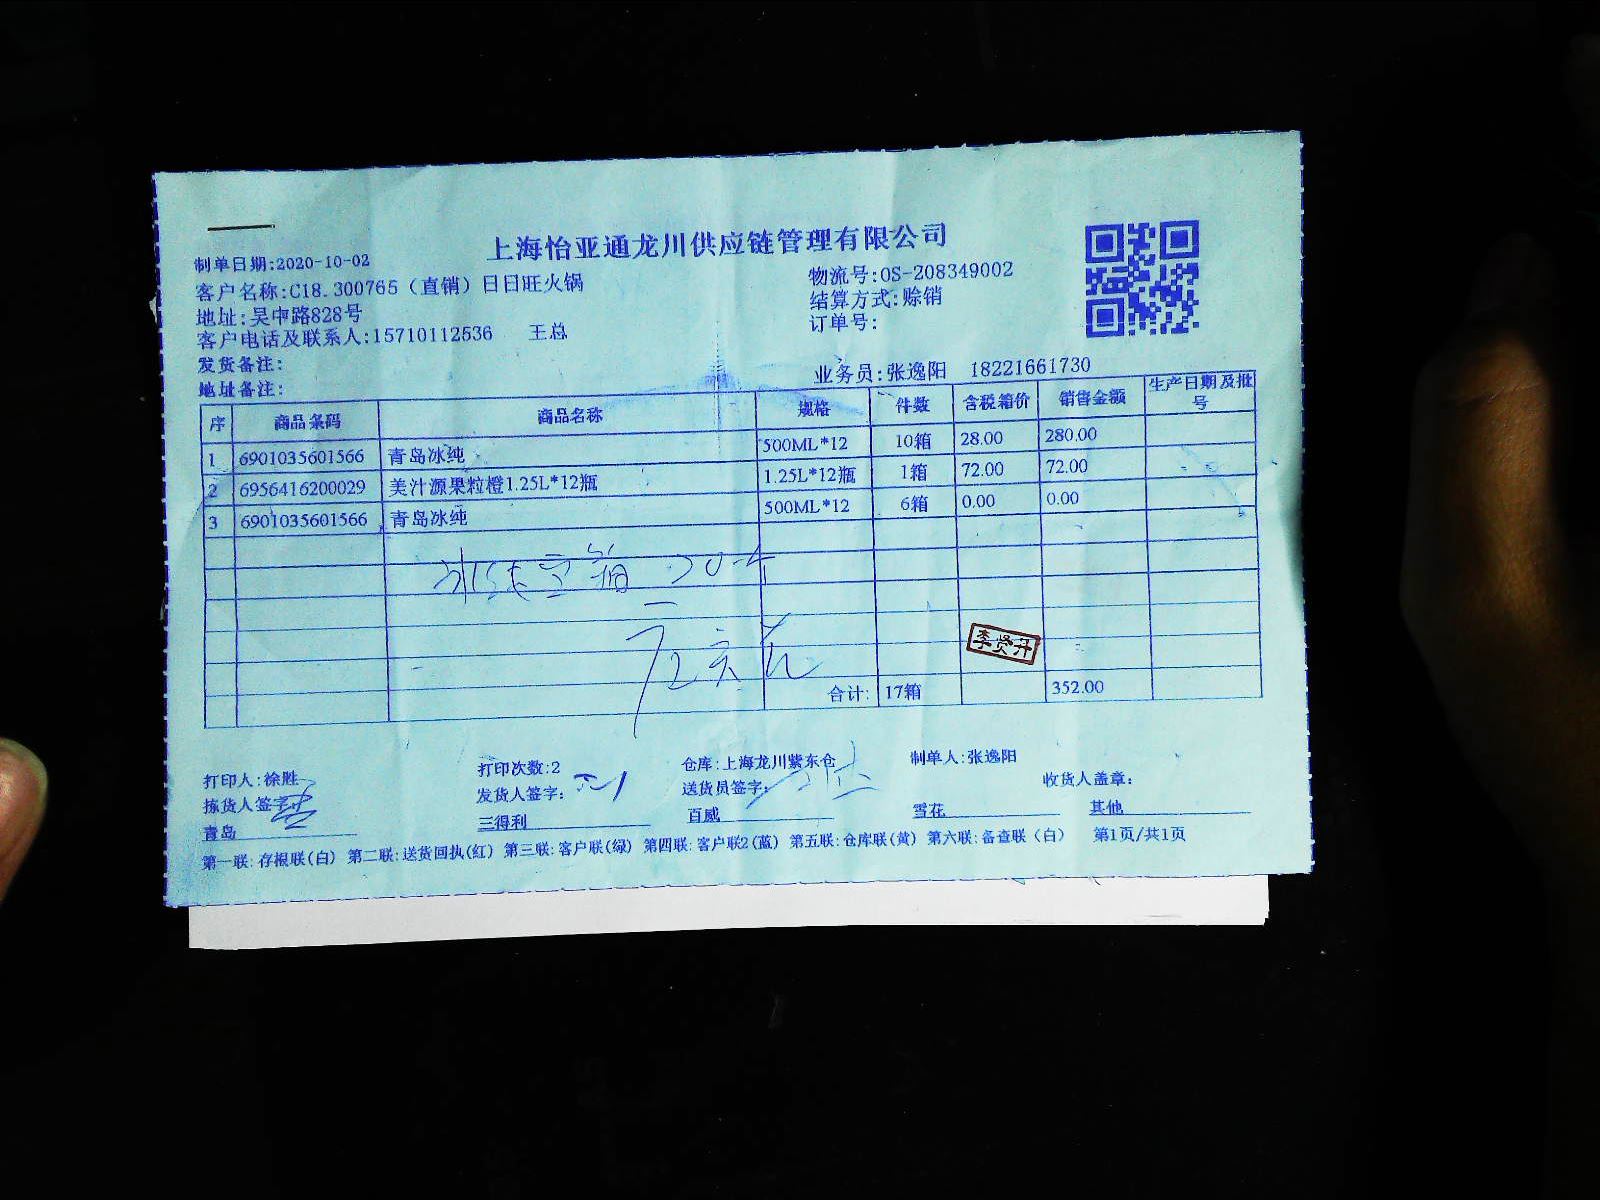 上海怡亚通龙川供应链管理有限公司
制单日期:2020-10-02
客户名称:C18.300765（直销）日日旺火锅
物流号:OS-208349002
地址:吴中路828号
结算方式:赊销
客户电话及联系人:15710112536 王总
订单号:
发货备注:
地址备注:
业务员:张逸阳 18221661730
序 商品条码 商品名称 规格 件数 含税箱价 销售金额 生产日期及批号
1 6901035601566 青岛冰纯 500ML*12 10箱 28.00 280.00
2 6956416200029 美汁源果粒橙1.25L*12瓶 1.25L*12瓶 1箱 72.00 72.00
3 6901035601566 青岛冰纯 500ML*12 6箱 0.00 0.00
冰纯空箱 20个
李贤升
合计: 17箱 352.00
打印人:徐胜 打印次数:2 仓库:上海龙川紫东仓 制单人:张逸阳
拣货人签字: 发货人签字: 送货员签字: 收货人盖章:
青岛 三得利 百威 雪花 其他
第一联:存根联(白) 第二联:送货回执(红) 第三联:客户联(绿) 第四联:客户联2(蓝) 第五联:仓库联(黄) 第六联:备查联（白） 第1页/共1页